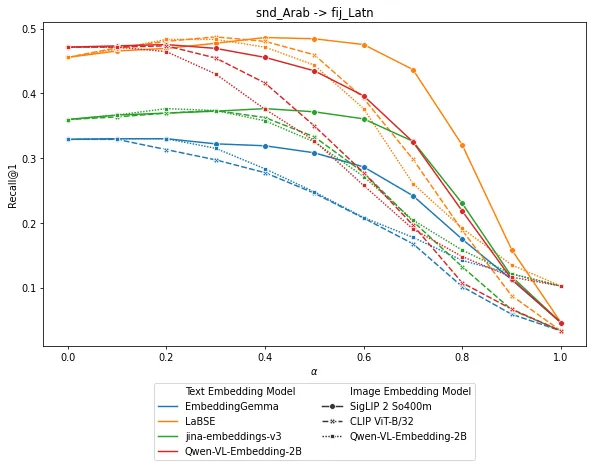 snd_Arab -> fij_Latn
0.5
0.4
0.3
0.2
0.1
Recall@1
0.0 0.2 0.4 0.6 0.8 1.0
α
Text Embedding Model Image Embedding Model
EmbeddingGemma SigLIP 2 So400m
LaBSE CLIP ViT-B/32
jina-embeddings-v3 Qwen-VL-Embedding-2B
Qwen-VL-Embedding-2B